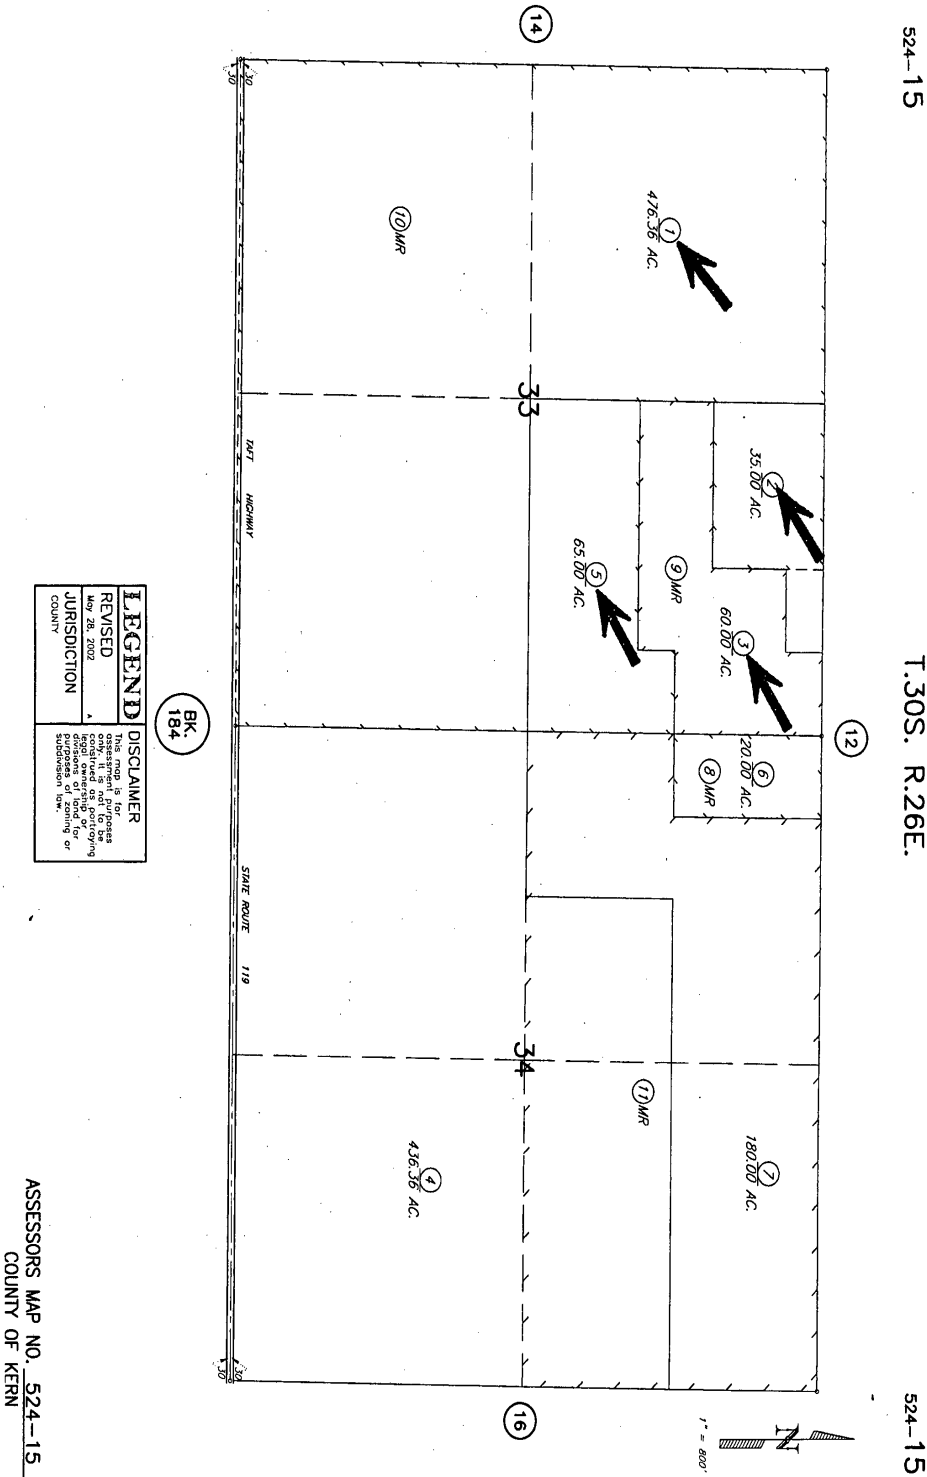 524-15
T.30S. R.26E.
524-15
N
1" = 800'
14
12
16
BK.
184
33
34
1
476.36 AC.
2
35.00 AC.
3
60.00 AC.
6
20.00 AC.
8 MR
7
180.00 AC.
9 MR
5
65.00 AC.
11 MR
10 MR
4
436.36 AC.
30
30
TAFT HIGHWAY
STATE ROUTE 119
30
30
LEGEND
REVISED
May 28, 2002
A
JURISDICTION
COUNTY
DISCLAIMER
This map is for
assessment purposes
only. It is not to be
construed as portraying
legal ownership or
divisions of land for
purposes of zoning or
subdivision law.
ASSESSORS MAP NO. 524-15
COUNTY OF KERN